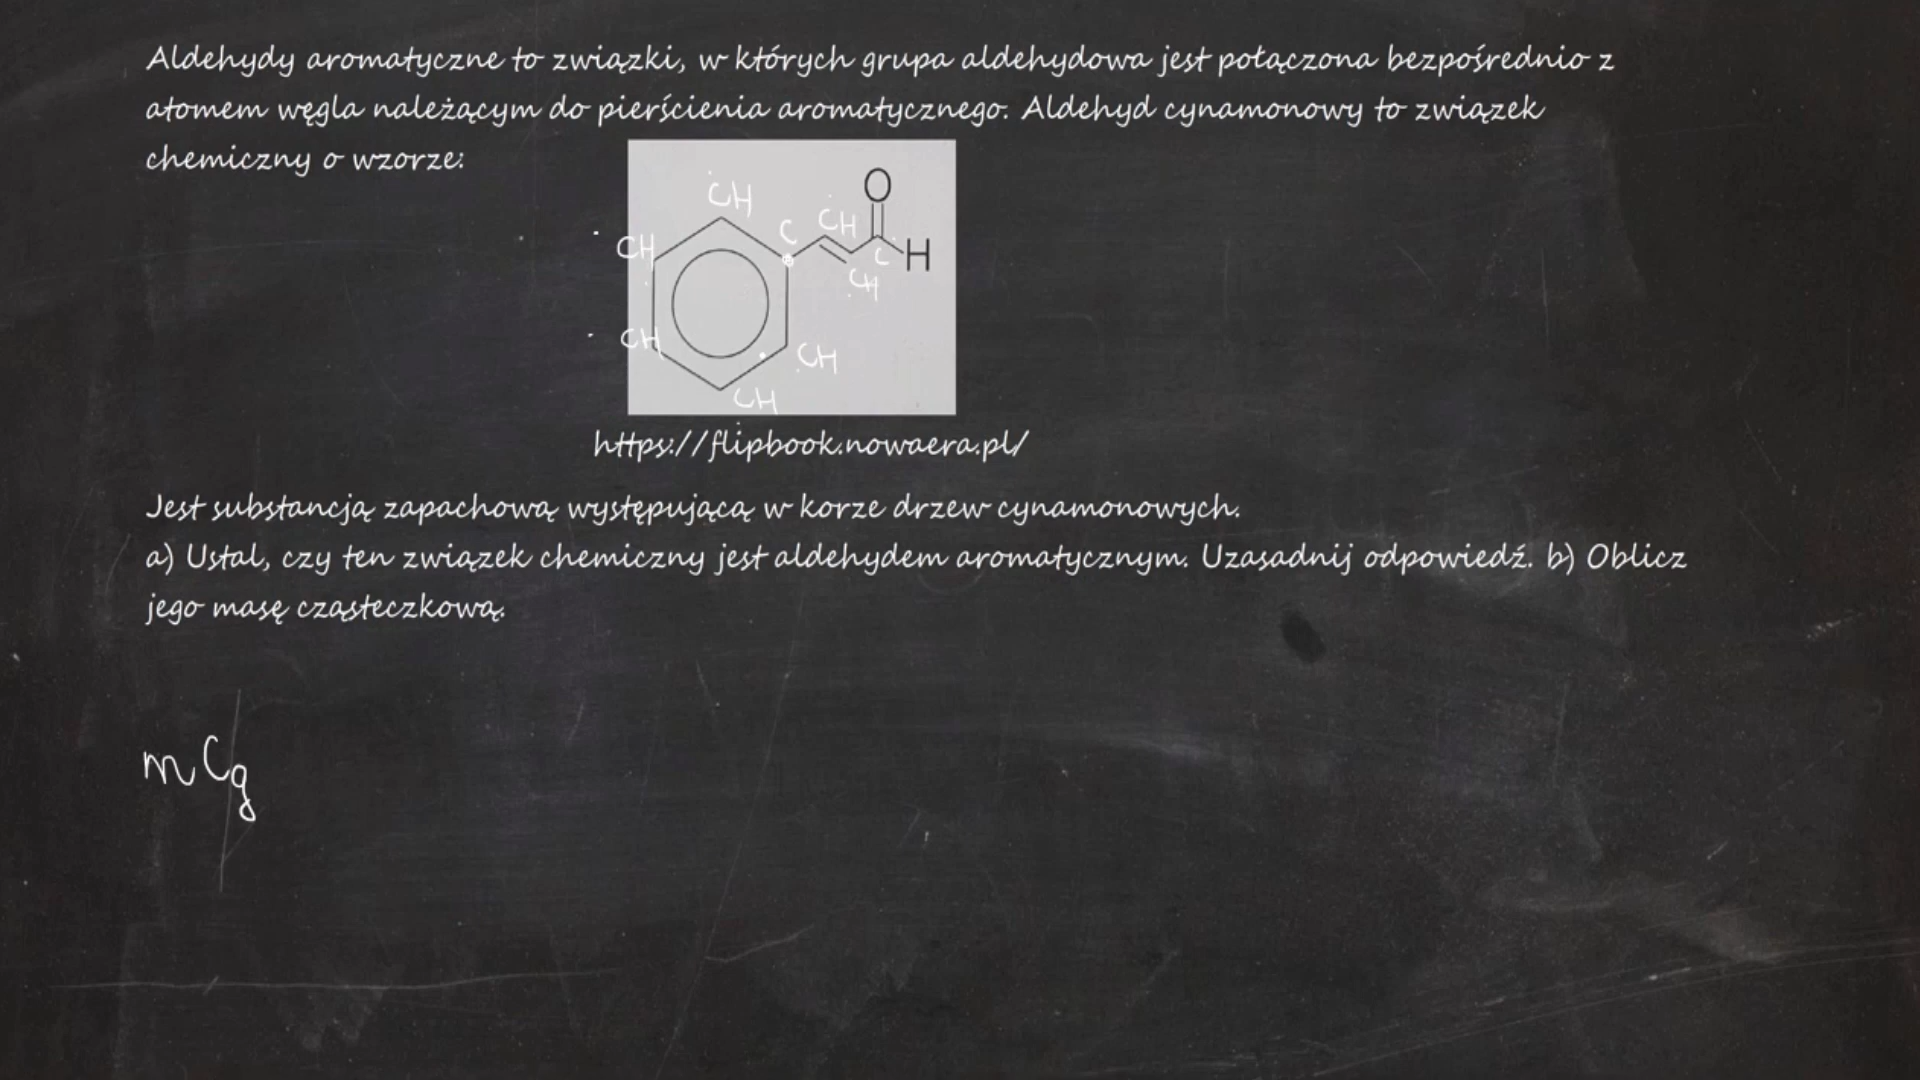 Aldehydy aromatyczne to związki, w których grupa aldehydowa jest połączona bezpośrednio z
atomem węgla należącym do pierścienia aromatycznego. Aldehyd cynamonowy to związek
chemiczny o wzorze:
O
CH
C
CH
CH
C
H
CH
CH
CH
CH
https://flipbook.nowaera.pl/
Jest substancją zapachową występującą w korze drzew cynamonowych.
a) Ustal, czy ten związek chemiczny jest aldehydem aromatycznym. Uzasadnij odpowiedź. b) Oblicz
jego masę cząsteczkową.
mC9